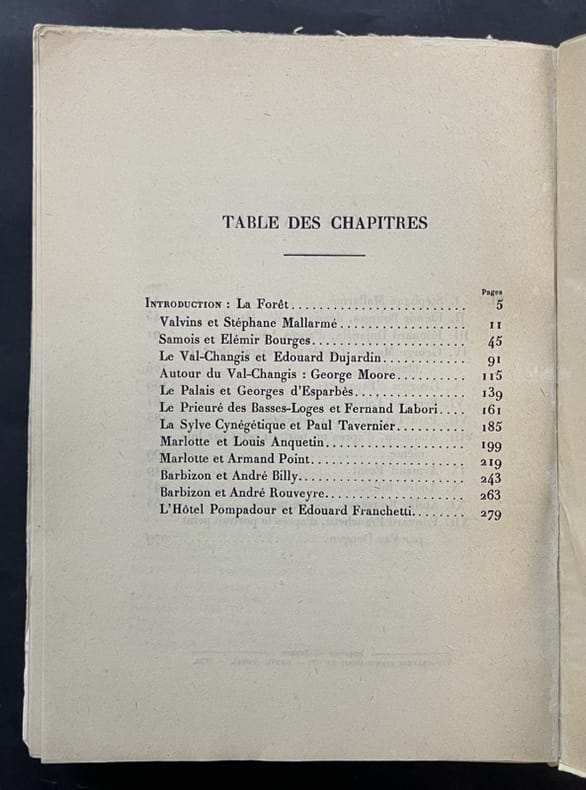 TABLE DES CHAPITRES
Pages
INTRODUCTION : La Forêt........................ 5
Valvins et Stéphane Mallarmé................. 11
Samois et Elémir Bourges..................... 45
Le Val-Changis et Edouard Dujardin........... 91
Autour du Val-Changis : George Moore......... 115
Le Palais et Georges d'Esparbès.............. 139
Le Prieuré des Basses-Loges et Fernand Labori.... 161
La Sylve Cynégétique et Paul Tavernier......... 185
Marlotte et Louis Anquetin................... 199
Marlotte et Armand Point..................... 219
Barbizon et André Billy...................... 243
Barbizon et André Rouveyre................... 263
L'Hôtel Pompadour et Edouard Franchetti....... 279